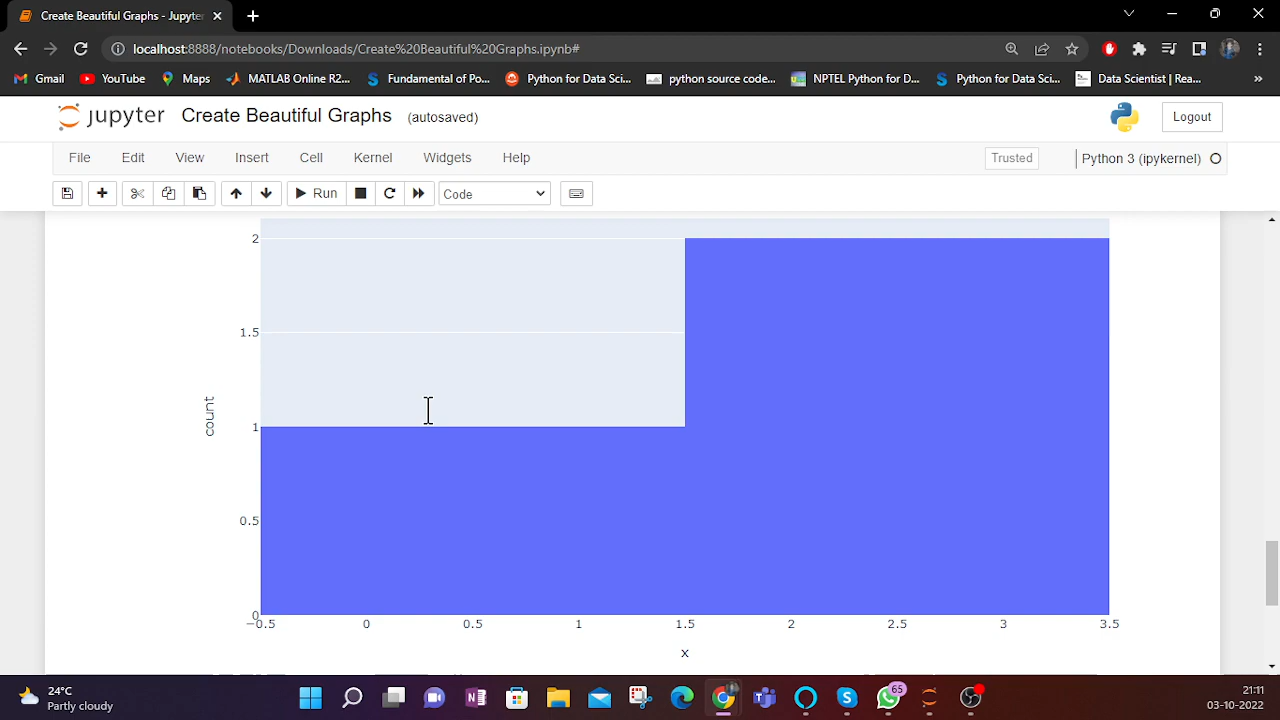 Create Beautiful Graphs - Jupyte
localhost:8888/notebooks/Downloads/Create%20Beautiful%20Graphs.ipynb#
Gmail YouTube Maps MATLAB Online R2... Fundamental of Po... Python for Data Sci... python source code... NPTEL Python for D... Python for Data Sci... Data Scientist | Rea... »
jupyter Create Beautiful Graphs (autosaved) Logout
File Edit View Insert Cell Kernel Widgets Help Trusted Python 3 (ipykernel)
Run Code
2
1.5
count
1
0.5
0
−0.5 0 0.5 1 1.5 2 2.5 3 3.5
x
24°C
Partly cloudy
65
21:11
03-10-2022